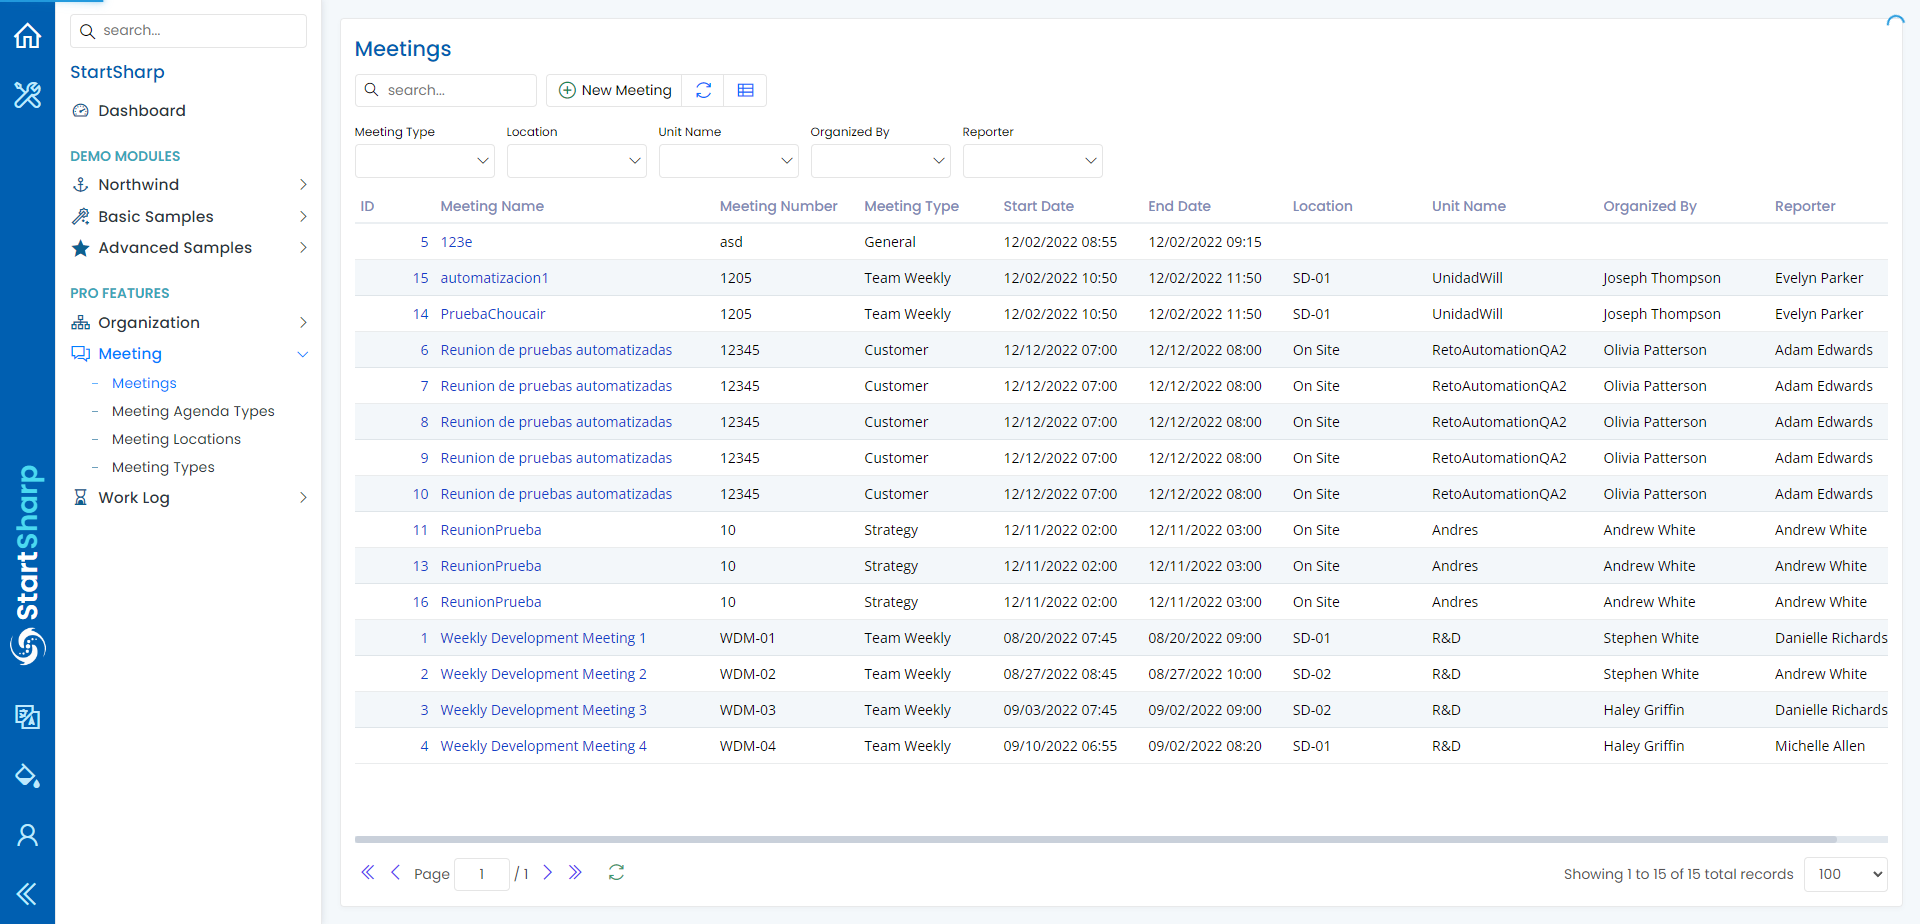 search...
StartSharp
Dashboard
DEMO MODULES
Northwind
Basic Samples
Advanced Samples
PRO FEATURES
Organization
Meeting
- Meetings
- Meeting Agenda Types
- Meeting Locations
- Meeting Types
Work Log
StartSharp
Meetings
search...
New Meeting
Meeting Type Location Unit Name Organized By Reporter
ID Meeting Name Meeting Number Meeting Type Start Date End Date Location Unit Name Organized By Reporter
5 123e asd General 12/02/2022 08:55 12/02/2022 09:15
15 automatizacion1 1205 Team Weekly 12/02/2022 10:50 12/02/2022 11:50 SD-01 UnidadWill Joseph Thompson Evelyn Parker
14 PruebaChoucair 1205 Team Weekly 12/02/2022 10:50 12/02/2022 11:50 SD-01 UnidadWill Joseph Thompson Evelyn Parker
6 Reunion de pruebas automatizadas 12345 Customer 12/12/2022 07:00 12/12/2022 08:00 On Site RetoAutomationQA2 Olivia Patterson Adam Edwards
7 Reunion de pruebas automatizadas 12345 Customer 12/12/2022 07:00 12/12/2022 08:00 On Site RetoAutomationQA2 Olivia Patterson Adam Edwards
8 Reunion de pruebas automatizadas 12345 Customer 12/12/2022 07:00 12/12/2022 08:00 On Site RetoAutomationQA2 Olivia Patterson Adam Edwards
9 Reunion de pruebas automatizadas 12345 Customer 12/12/2022 07:00 12/12/2022 08:00 On Site RetoAutomationQA2 Olivia Patterson Adam Edwards
10 Reunion de pruebas automatizadas 12345 Customer 12/12/2022 07:00 12/12/2022 08:00 On Site RetoAutomationQA2 Olivia Patterson Adam Edwards
11 ReunionPrueba 10 Strategy 12/11/2022 02:00 12/11/2022 03:00 On Site Andres Andrew White Andrew White
13 ReunionPrueba 10 Strategy 12/11/2022 02:00 12/11/2022 03:00 On Site Andres Andrew White Andrew White
16 ReunionPrueba 10 Strategy 12/11/2022 02:00 12/11/2022 03:00 On Site Andres Andrew White Andrew White
1 Weekly Development Meeting 1 WDM-01 Team Weekly 08/20/2022 07:45 08/20/2022 09:00 SD-01 R&D Stephen White Danielle Richards
2 Weekly Development Meeting 2 WDM-02 Team Weekly 08/27/2022 08:45 08/27/2022 10:00 SD-02 R&D Stephen White Andrew White
3 Weekly Development Meeting 3 WDM-03 Team Weekly 09/03/2022 07:45 09/02/2022 09:00 SD-02 R&D Haley Griffin Danielle Richards
4 Weekly Development Meeting 4 WDM-04 Team Weekly 09/10/2022 06:55 09/02/2022 08:20 SD-01 R&D Haley Griffin Michelle Allen
Page 1 / 1
Showing 1 to 15 of 15 total records 100